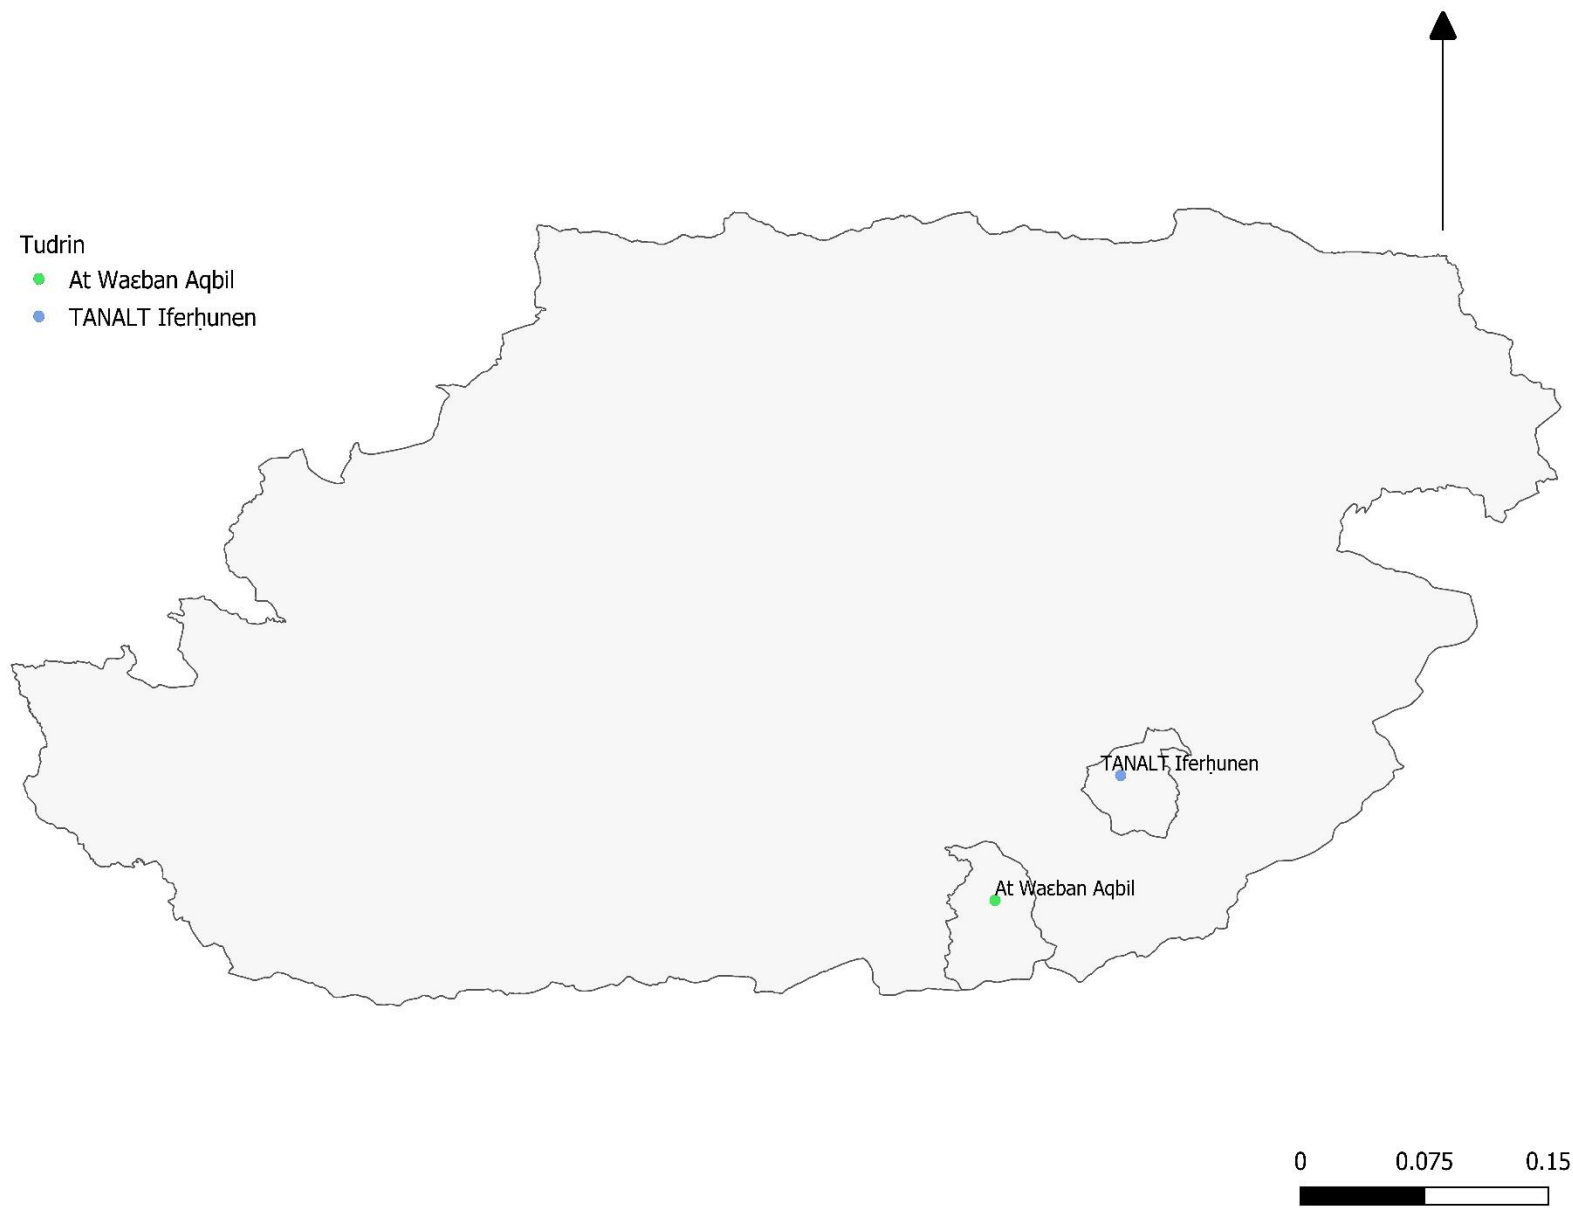 Tudrin
At Waɛban Aqbil
TANALT Iferḥunen
TANALT Iferḥunen
At Waɛban Aqbil
0 0.075 0.15